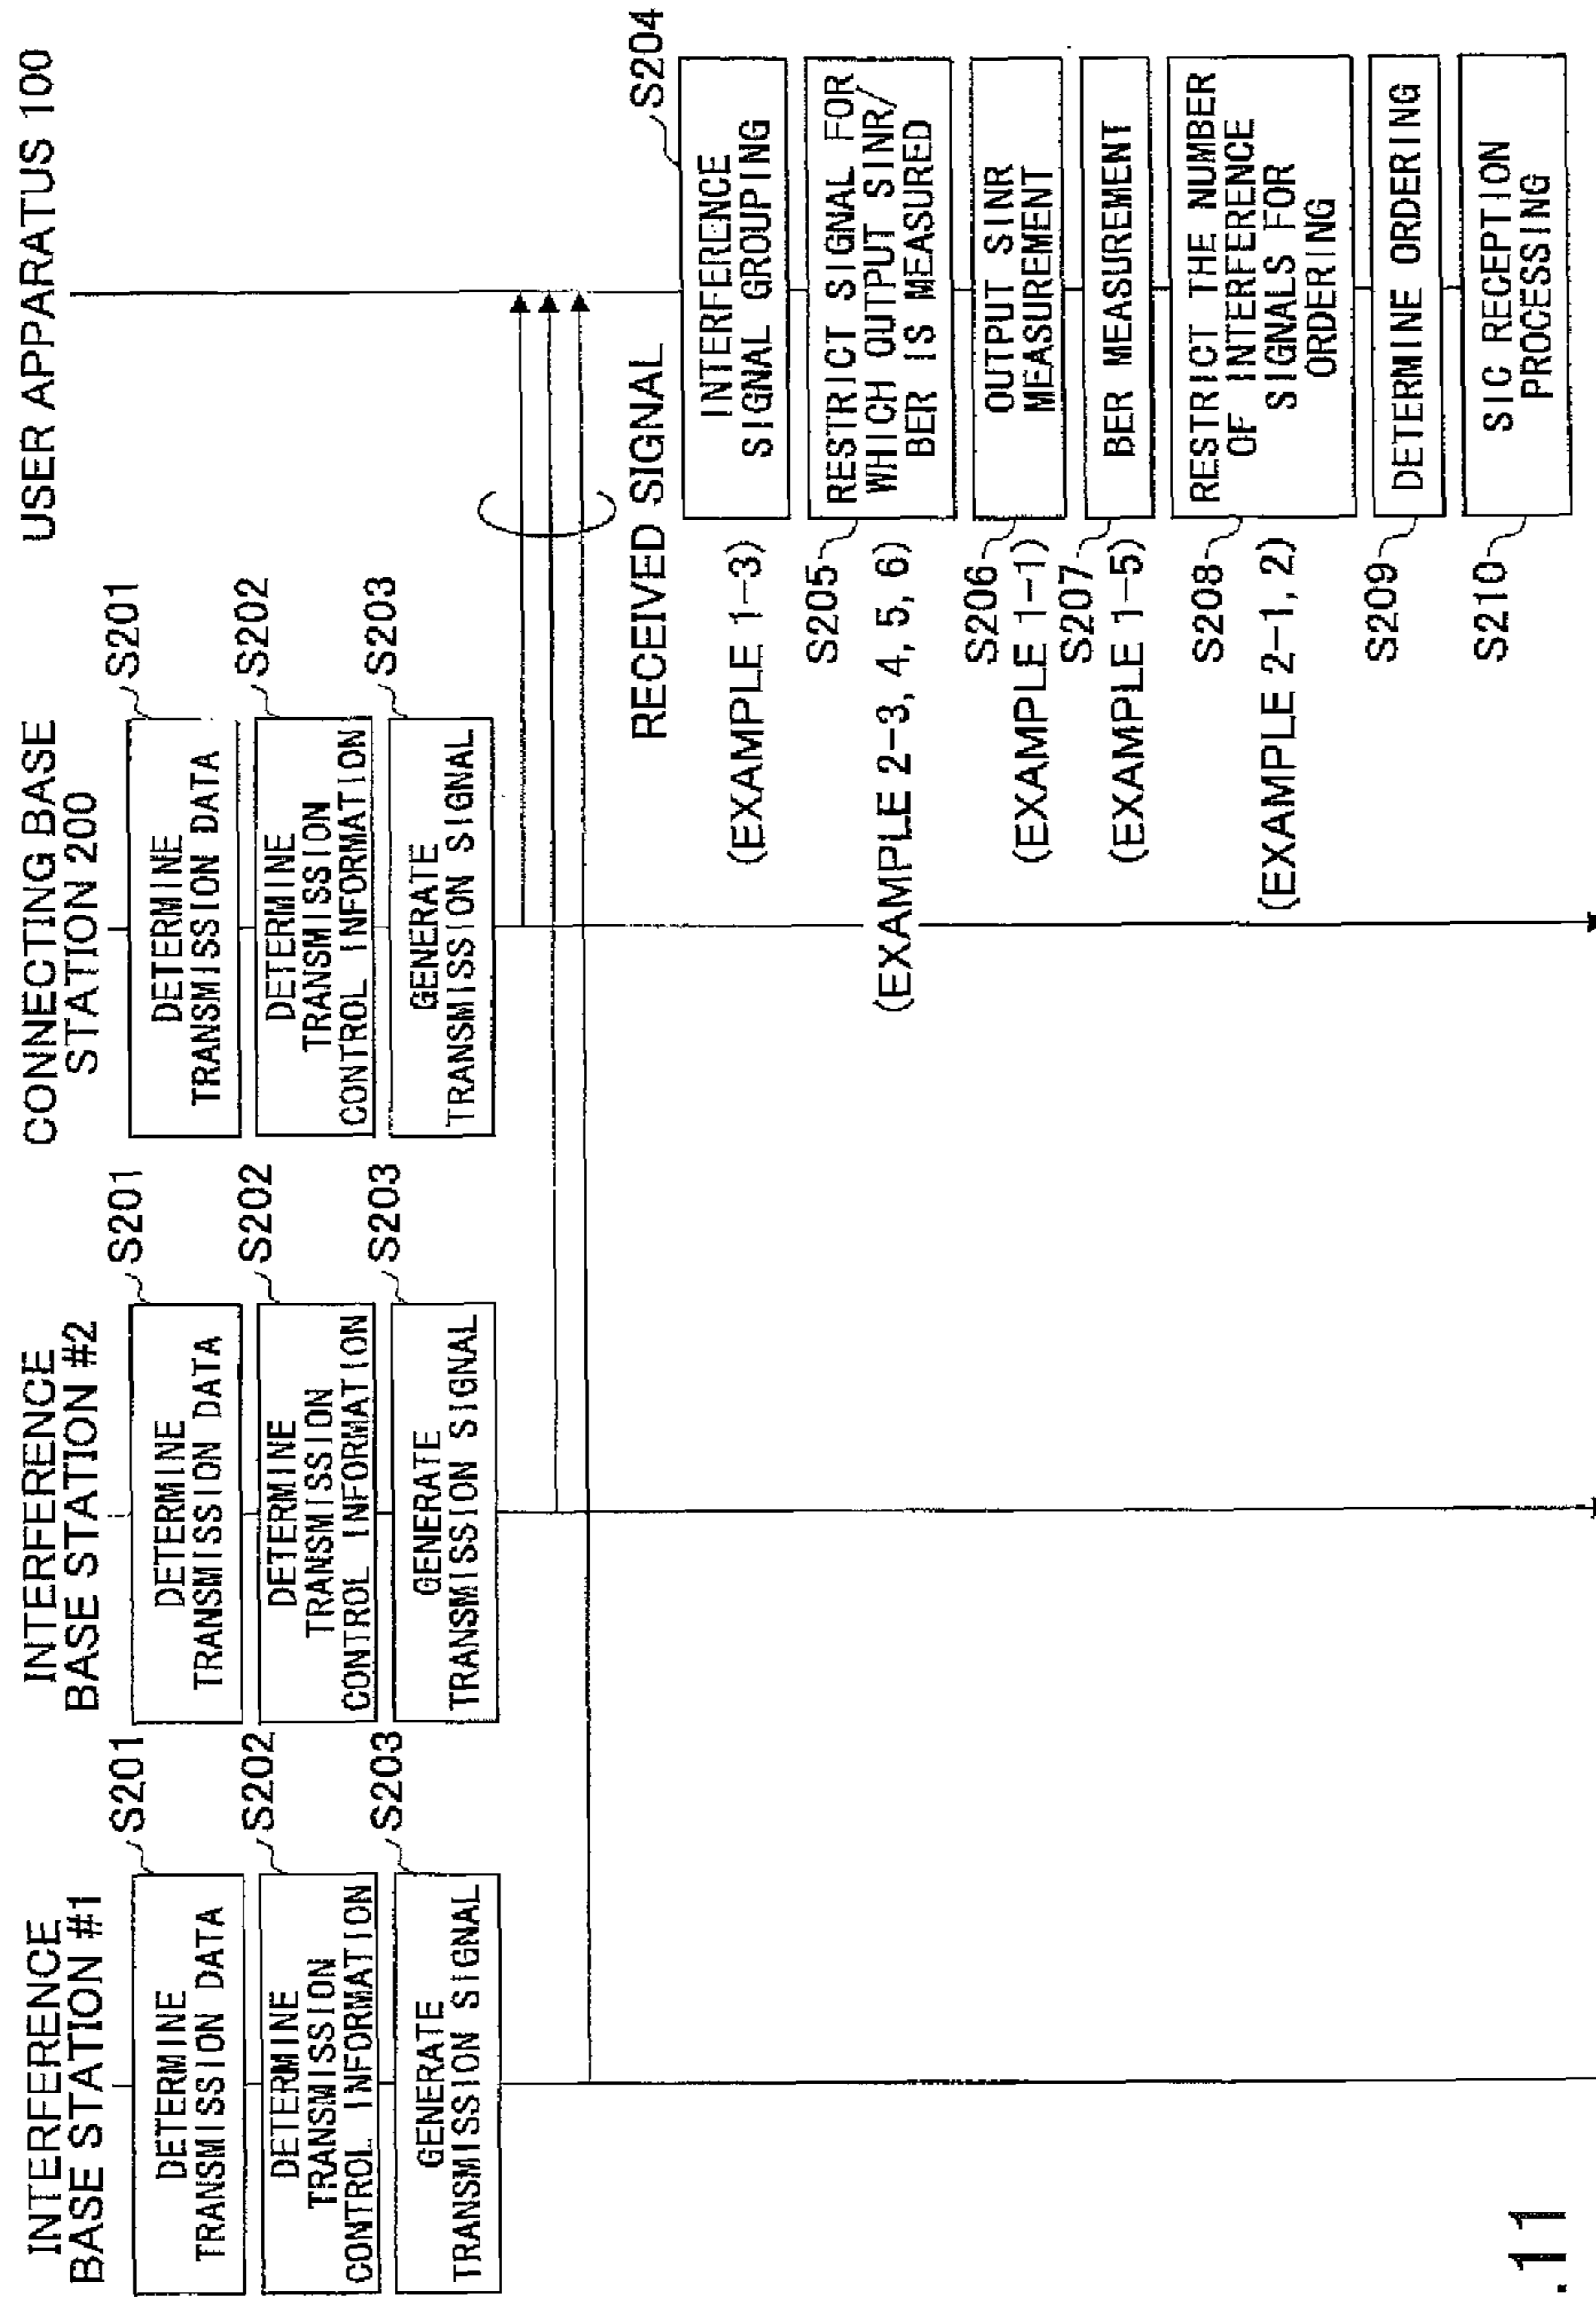 INTERFERENCE
BASE STATION #1
DETERMINE
TRANSMISSION DATA
S201
DETERMINE
TRANSMISSION
CONTROL INFORMATION
S202
GENERATE
TRANSMISSION SIGNAL
S203
INTERFERENCE
BASE STATION #2
DETERMINE
TRANSMISSION DATA
S201
DETERMINE
TRANSMISSION
CONTROL INFORMATION
S202
GENERATE
TRANSMISSION SIGNAL
S203
CONNECTING BASE
STATION 200
DETERMINE
TRANSMISSION DATA
S201
DETERMINE
TRANSMISSION
CONTROL INFORMATION
S202
GENERATE
TRANSMISSION SIGNAL
S203
USER APPARATUS 100
RECEIVED SIGNAL
S204
INTERFERENCE
SIGNAL GROUPING
(EXAMPLE 1-3)
S205
RESTRICT SIGNAL FOR
WHICH OUTPUT SINR/
BER IS MEASURED
(EXAMPLE 2-3, 4, 5, 6)
S206
OUTPUT SINR
MEASUREMENT
(EXAMPLE 1-1)
S207
BER MEASUREMENT
(EXAMPLE 1-5)
S208
RESTRICT THE NUMBER
OF INTERFERENCE
SIGNALS FOR
ORDERING
(EXAMPLE 2-1, 2)
S209
DETERMINE ORDERING
S210
SIC RECEPTION
PROCESSING
.11